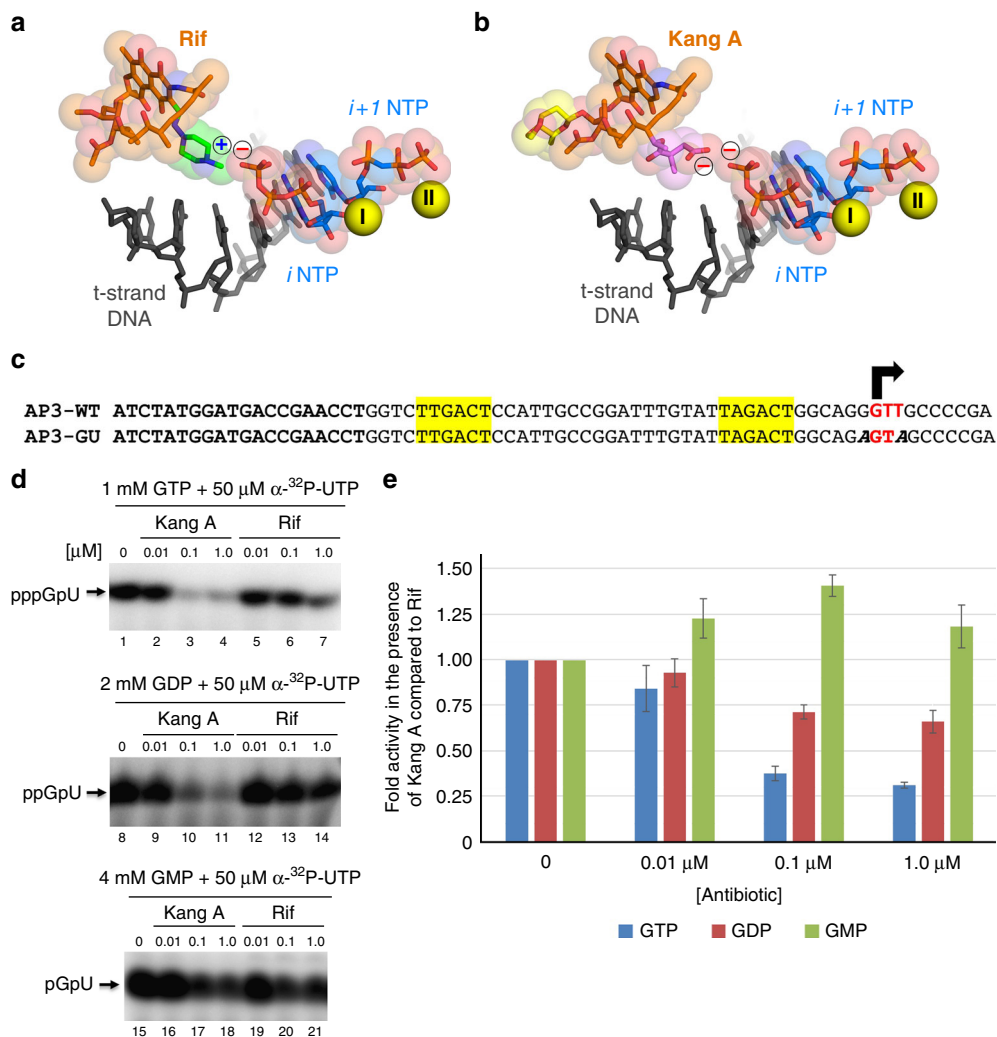 a
Rif
i+1 NTP
+ −
I
II
i NTP
t-strand
DNA
b
Kang A
i+1 NTP
− −
I
II
i NTP
t-strand
DNA
c
AP3-WT ATCTATGGATGACCGAACCTGGTCTTGACTCCATTGCCGGATTTGTATTAGACTGGCAGGGTTGCCCCGA
AP3-GU ATCTATGGATGACCGAACCTGGTCTTGACTCCATTGCCGGATTTGTATTAGACTGGCAGAGTAGCCCCGA
d
1 mM GTP + 50 μM α-³²P-UTP
Kang A Rif
[μM] 0 0.01 0.1 1.0 0.01 0.1 1.0
pppGpU
1 2 3 4 5 6 7
2 mM GDP + 50 μM α-³²P-UTP
Kang A Rif
0 0.01 0.1 1.0 0.01 0.1 1.0
ppGpU
8 9 10 11 12 13 14
4 mM GMP + 50 μM α-³²P-UTP
Kang A Rif
0 0.01 0.1 1.0 0.01 0.1 1.0
pGpU
15 16 17 18 19 20 21
e
Fold activity in the presence
of Kang A compared to Rif
1.50
1.25
1.00
0.75
0.50
0.25
0
0 0.01 μM 0.1 μM 1.0 μM
[Antibiotic]
GTP GDP GMP